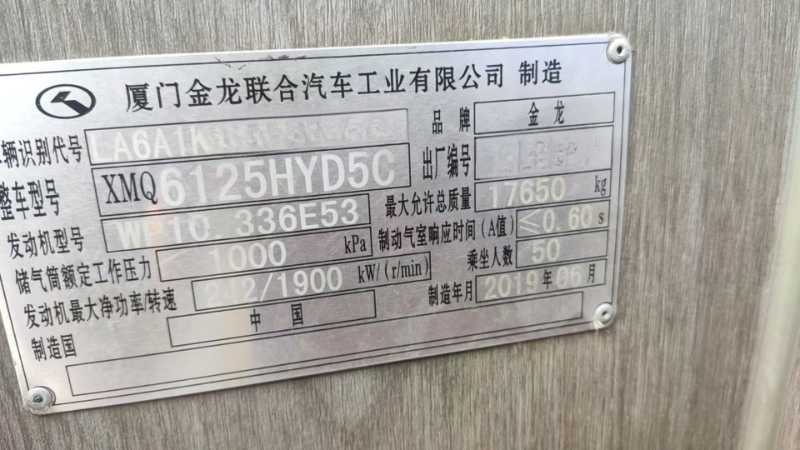 厦门金龙联合汽车工业有限公司 制造
车辆识别代号 LA6A1K 品牌 金龙
整车型号 XMQ6125HYD5C 出厂编号
发动机型号 WP10.336E53 最大允许总质量 17650 kg
储气筒额定工作压力 1000 kPa 制动气室响应时间(A值) ≤0.60 s
发动机最大净功率/转速 242/1900 kW/(r/min) 乘坐人数 50
制造国 中国 制造年月 2019年06月